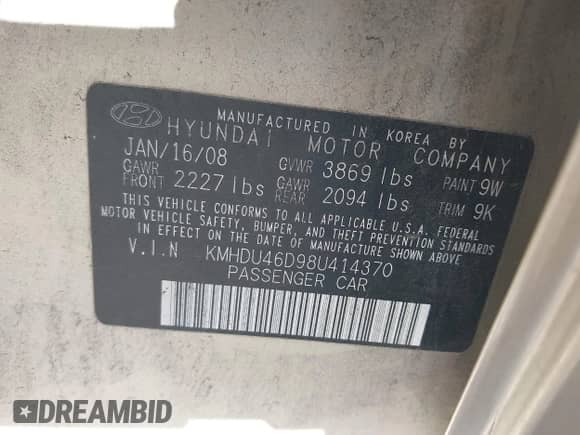 MANUFACTURED IN KOREA BY
HYUNDAI MOTOR COMPANY
JAN/16/08 GVWR 3869 lbs PAINT 9W
GAWR FRONT 2227 lbs GAWR REAR 2094 lbs TRIM 9K
THIS VEHICLE CONFORMS TO ALL APPLICABLE U.S.A. FEDERAL
MOTOR VEHICLE SAFETY, BUMPER, AND THEFT PREVENTION STANDARDS
IN EFFECT ON THE DATE OF MANUFACTURE SHOWN ABOVE
V.I.N KMHDU46D98U414370
PASSENGER CAR
DREAMBID